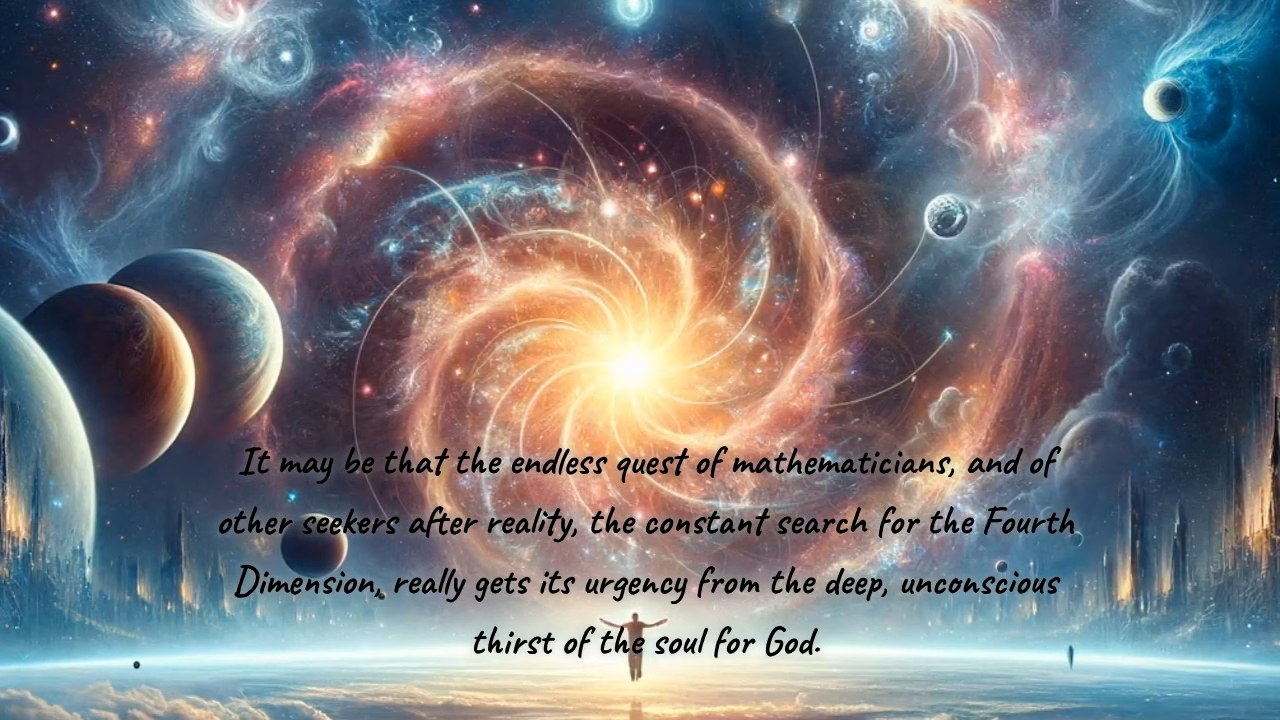 It may be that the endless quest of mathematicians, and of
other seekers after reality, the constant search for the Fourth
Dimension, really gets its urgency from the deep, unconscious
thirst of the soul for God.